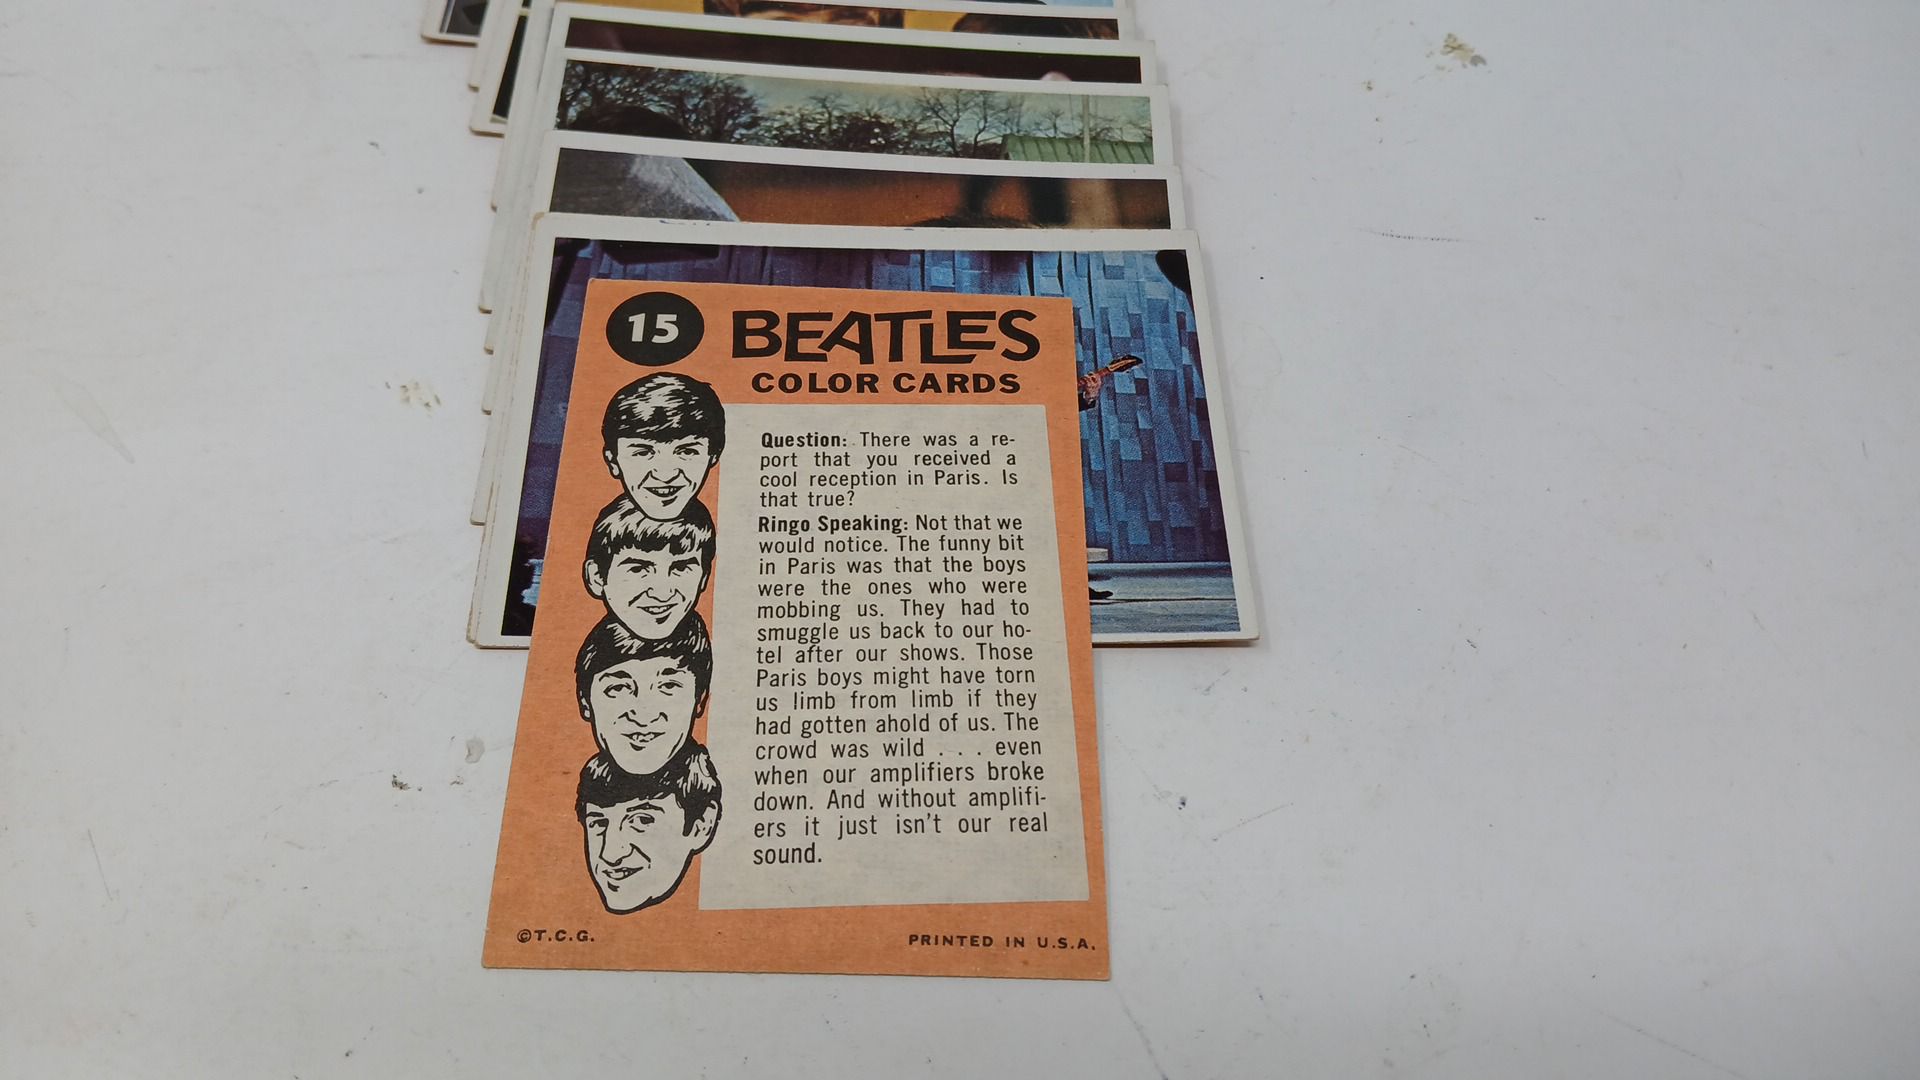 15
BEATLES
COLOR CARDS
Question: There was a re-
port that you received a
cool reception in Paris. Is
that true?
Ringo Speaking: Not that we
would notice. The funny bit
in Paris was that the boys
were the ones who were
mobbing us. They had to
smuggle us back to our ho-
tel after our shows. Those
Paris boys might have torn
us limb from limb if they
had gotten ahold of us. The
crowd was wild . . . even
when our amplifiers broke
down. And without amplifi-
ers it just isn't our real
sound.
©T.C.G.
PRINTED IN U.S.A.